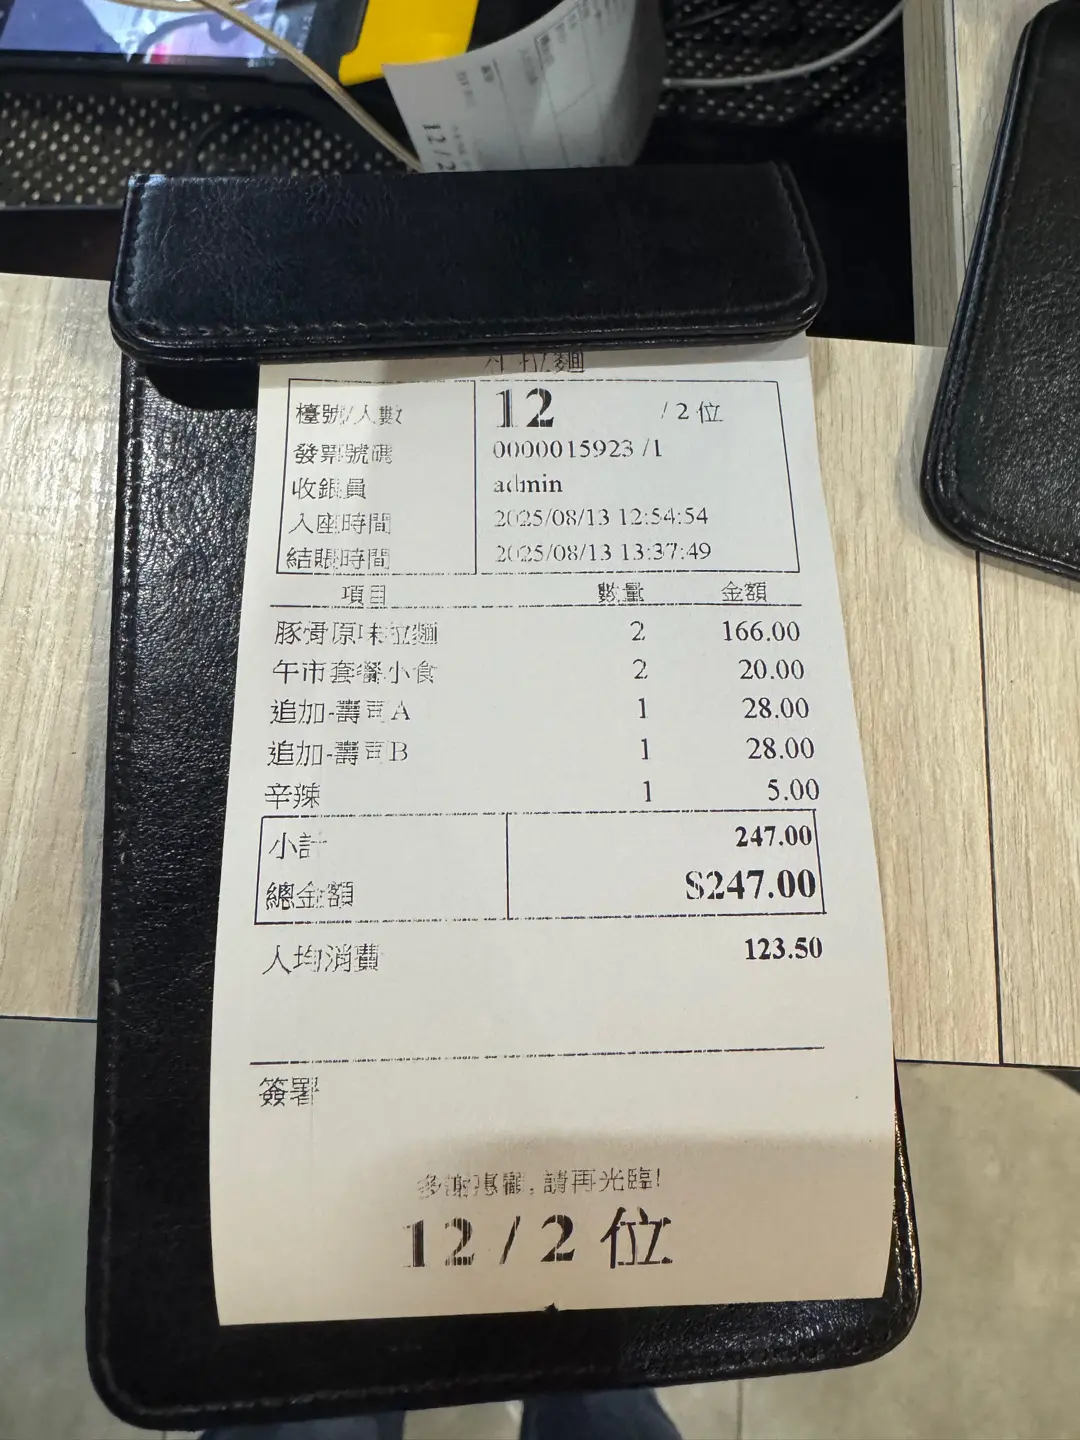 拉麵
檯號/人數 12 / 2 位
發票號碼 0000015923 /1
收銀員 admin
入座時間 2025/08/13 12:54:54
結賬時間 2025/08/13 13:37:49
項目 數量 金額
豚骨原味拉麵 2 166.00
午市套餐小食 2 20.00
追加-壽司A 1 28.00
追加-壽司B 1 28.00
辛辣 1 5.00
小計 247.00
總金額 $247.00
人均消費 123.50
簽署
多謝惠顧, 請再光臨!
12 / 2 位